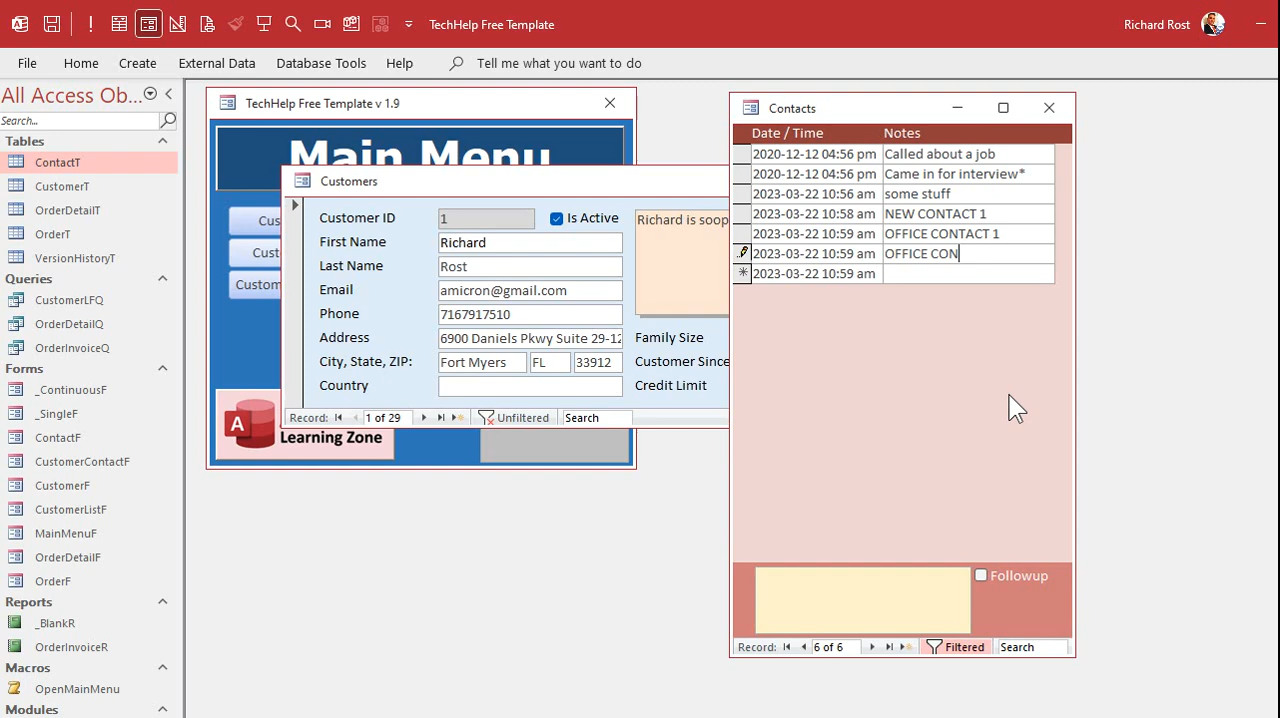 TechHelp Free Template
Richard Rost
File Home Create External Data Database Tools Help Tell me what you want to do
All Access Ob...
Search...
Tables
ContactT
CustomerT
OrderDetailT
OrderT
VersionHistoryT
Queries
CustomerLFQ
OrderDetailQ
OrderInvoiceQ
Forms
_ContinuousF
_SingleF
ContactF
CustomerContactF
CustomerF
CustomerListF
MainMenuF
OrderDetailF
OrderF
Reports
_BlankR
OrderInvoiceR
Macros
OpenMainMenu
Modules
TechHelp Free Template v 1.9
Main Menu
Cus
Cust
Custom
A
Learning Zone
Customers
Customer ID 1 Is Active
First Name Richard
Last Name Rost
Email amicron@gmail.com
Phone 7167917510
Address 6900 Daniels Pkwy Suite 29-12
City, State, ZIP: Fort Myers FL 33912
Country
Richard is soop
Family Size
Customer Since
Credit Limit
Record: 1 of 29 Unfiltered Search
Contacts
Date / Time Notes
2020-12-12 04:56 pm Called about a job
2020-12-12 04:56 pm Came in for interview*
2023-03-22 10:56 am some stuff
2023-03-22 10:58 am NEW CONTACT 1
2023-03-22 10:59 am OFFICE CONTACT 1
2023-03-22 10:59 am OFFICE CON
2023-03-22 10:59 am
Followup
Record: 6 of 6 Filtered Search